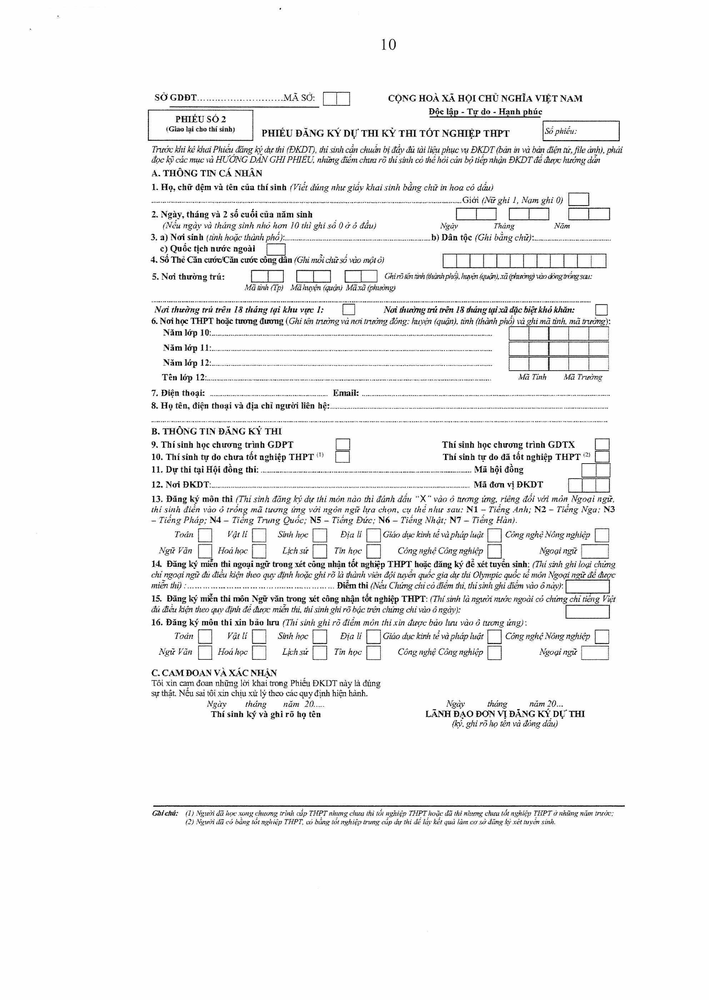 10
SỞ GDĐT..............................MÃ SỞ:
CỘNG HOÀ XÃ HỘI CHỦ NGHĨA VIỆT NAM
Độc lập - Tự do - Hạnh phúc
PHIẾU SỐ 2
(Giao lại cho thí sinh)
PHIẾU ĐĂNG KÝ DỰ THI KỲ THI TỐT NGHIỆP THPT
Số phiếu:
Trước khi kê khai Phiếu đăng ký dự thi (ĐKDT), thí sinh cần chuẩn bị đầy đủ tài liệu phục vụ ĐKDT (bản in và bản điện tử, file ảnh), phải
đọc kỹ các mục và HƯỚNG DẪN GHI PHIẾU, những điểm chưa rõ thí sinh có thể hỏi cán bộ tiếp nhận ĐKDT để được hướng dẫn
A. THÔNG TIN CÁ NHÂN
1. Họ, chữ đệm và tên của thí sinh (Viết đúng như giấy khai sinh bằng chữ in hoa có dấu)
..............................Giới (Nữ ghi 1, Nam ghi 0)
2. Ngày, tháng và 2 số cuối của năm sinh
(Nếu ngày và tháng sinh nhỏ hơn 10 thì ghi số 0 ở ô đầu) Ngày Tháng Năm
3. a) Nơi sinh (tỉnh hoặc thành phố):..............................b) Dân tộc (Ghi bằng chữ):..............................
c) Quốc tịch nước ngoài
4. Số Thẻ Căn cước/Căn cước công dân (Ghi mỗi chữ số vào một ô)
5. Nơi thường trú: Ghi rõ tên tỉnh (thành phố), huyện (quận), xã (phường) vào dòng trống sau:
Mã tỉnh (Tp) Mã huyện (quận) Mã xã (phường)
..............................
Nơi thường trú trên 18 tháng tại khu vực 1: Nơi thường trú trên 18 tháng tại xã đặc biệt khó khăn:
6. Nơi học THPT hoặc tương đương (Ghi tên trường và nơi trường đóng: huyện (quận), tỉnh (thành phố) và ghi mã tỉnh, mã trường):
Năm lớp 10:..............................
Năm lớp 11:..............................
Năm lớp 12:..............................
Tên lớp 12:.............................. Mã Tỉnh Mã Trường
7. Điện thoại: .............................. Email: ..............................
8. Họ tên, điện thoại và địa chỉ người liên hệ:..............................
..............................
B. THÔNG TIN ĐĂNG KÝ THI
9. Thí sinh học chương trình GDPT Thí sinh học chương trình GDTX
10. Thí sinh tự do chưa tốt nghiệp THPT (1) Thí sinh tự do đã tốt nghiệp THPT (2)
11. Dự thi tại Hội đồng thi: .............................. Mã hội đồng
12. Nơi ĐKDT:.............................. Mã đơn vị ĐKDT
13. Đăng ký môn thi (Thí sinh đăng ký dự thi môn nào thì đánh dấu "X" vào ô tương ứng, riêng đối với môn Ngoại ngữ,
thí sinh điền vào ô trống mã tương ứng với ngôn ngữ lựa chọn, cụ thể như sau: N1 – Tiếng Anh; N2 – Tiếng Nga; N3
– Tiếng Pháp; N4 – Tiếng Trung Quốc; N5 – Tiếng Đức; N6 – Tiếng Nhật; N7 – Tiếng Hàn).
Toán Vật lí Sinh học Địa lí Giáo dục kinh tế và pháp luật Công nghệ Nông nghiệp
Ngữ Văn Hoá học Lịch sử Tin học Công nghệ Công nghiệp Ngoại ngữ
14. Đăng ký miễn thi ngoại ngữ trong xét công nhận tốt nghiệp THPT hoặc đăng ký để xét tuyển sinh: (Thí sinh ghi loại chứng
chỉ ngoại ngữ đủ điều kiện theo quy định hoặc ghi rõ là thành viên đội tuyển quốc gia dự thi Olympic quốc tế môn Ngoại ngữ để được
miễn thi) :.............................. Điểm thi (Nếu Chứng chỉ có điểm thi, thí sinh ghi điểm vào ô này):
15. Đăng ký miễn thi môn Ngữ văn trong xét công nhận tốt nghiệp THPT: (Thí sinh là người nước ngoài có chứng chỉ tiếng Việt
đủ điều kiện theo quy định để được miễn thi, thí sinh ghi rõ bậc trên chứng chỉ vào ô ngày):
16. Đăng ký môn thi xin bảo lưu (Thí sinh ghi rõ điểm môn thi xin được bảo lưu vào ô tương ứng):
Toán Vật lí Sinh học Địa lí Giáo dục kinh tế và pháp luật Công nghệ Nông nghiệp
Ngữ Văn Hoá học Lịch sử Tin học Công nghệ Công nghiệp Ngoại ngữ
C. CAM ĐOAN VÀ XÁC NHẬN
Tôi xin cam đoan những lời khai trong Phiếu ĐKDT này là đúng
sự thật. Nếu sai tôi xin chịu xử lý theo các quy định hiện hành.
Ngày tháng năm 20..... Ngày tháng năm 20...
Thí sinh ký và ghi rõ họ tên LÃNH ĐẠO ĐƠN VỊ ĐĂNG KÝ DỰ THI
(ký, ghi rõ họ tên và đóng dấu)
Ghi chú: (1) Người đã học xong chương trình cấp THPT nhưng chưa thi tốt nghiệp THPT hoặc đã thi nhưng chưa tốt nghiệp THPT ở những năm trước;
(2) Người đã có bằng tốt nghiệp THPT, có bằng tốt nghiệp trung cấp dự thi để lấy kết quả làm cơ sở đăng ký xét tuyển sinh.